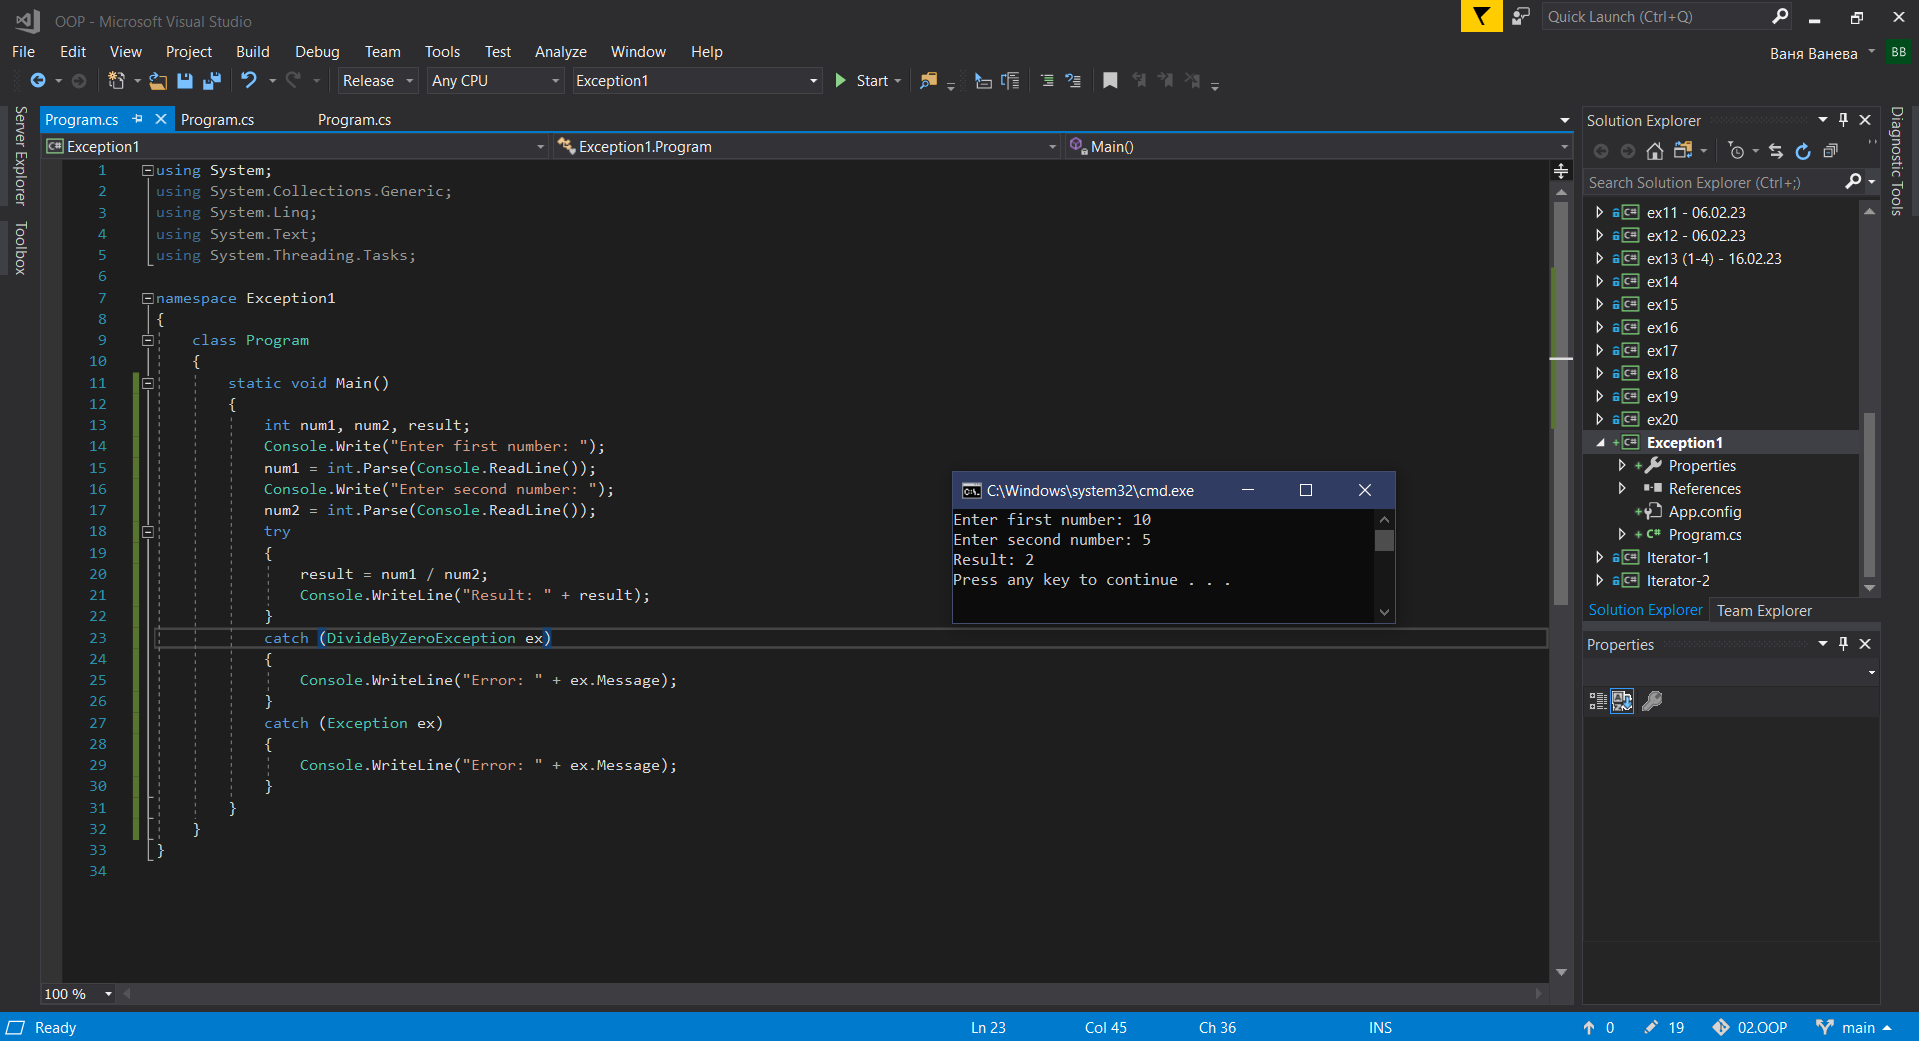 OOP - Microsoft Visual Studio
Quick Launch (Ctrl+Q)
File Edit View Project Build Debug Team Tools Test Analyze Window Help
Ваня Ванева BB
Release Any CPU Exception1 Start
Server Explorer
Toolbox
Program.cs Program.cs Program.cs
C# Exception1 Exception1.Program Main()
1 using System;
2 using System.Collections.Generic;
3 using System.Linq;
4 using System.Text;
5 using System.Threading.Tasks;
6
7 namespace Exception1
8 {
9 class Program
10 {
11 static void Main()
12 {
13 int num1, num2, result;
14 Console.Write("Enter first number: ");
15 num1 = int.Parse(Console.ReadLine());
16 Console.Write("Enter second number: ");
17 num2 = int.Parse(Console.ReadLine());
18 try
19 {
20 result = num1 / num2;
21 Console.WriteLine("Result: " + result);
22 }
23 catch (DivideByZeroException ex)
24 {
25 Console.WriteLine("Error: " + ex.Message);
26 }
27 catch (Exception ex)
28 {
29 Console.WriteLine("Error: " + ex.Message);
30 }
31 }
32 }
33 }
34
C:\Windows\system32\cmd.exe
Enter first number: 10
Enter second number: 5
Result: 2
Press any key to continue . . .
Solution Explorer
Search Solution Explorer (Ctrl+;)
C# ex11 - 06.02.23
C# ex12 - 06.02.23
C# ex13 (1-4) - 16.02.23
C# ex14
C# ex15
C# ex16
C# ex17
C# ex18
C# ex19
C# ex20
C# Exception1
Properties
References
App.config
C# Program.cs
C# Iterator-1
C# Iterator-2
Solution Explorer Team Explorer
Properties
Diagnostic Tools
100 %
Ready Ln 23 Col 45 Ch 36 INS 0 19 02.OOP main